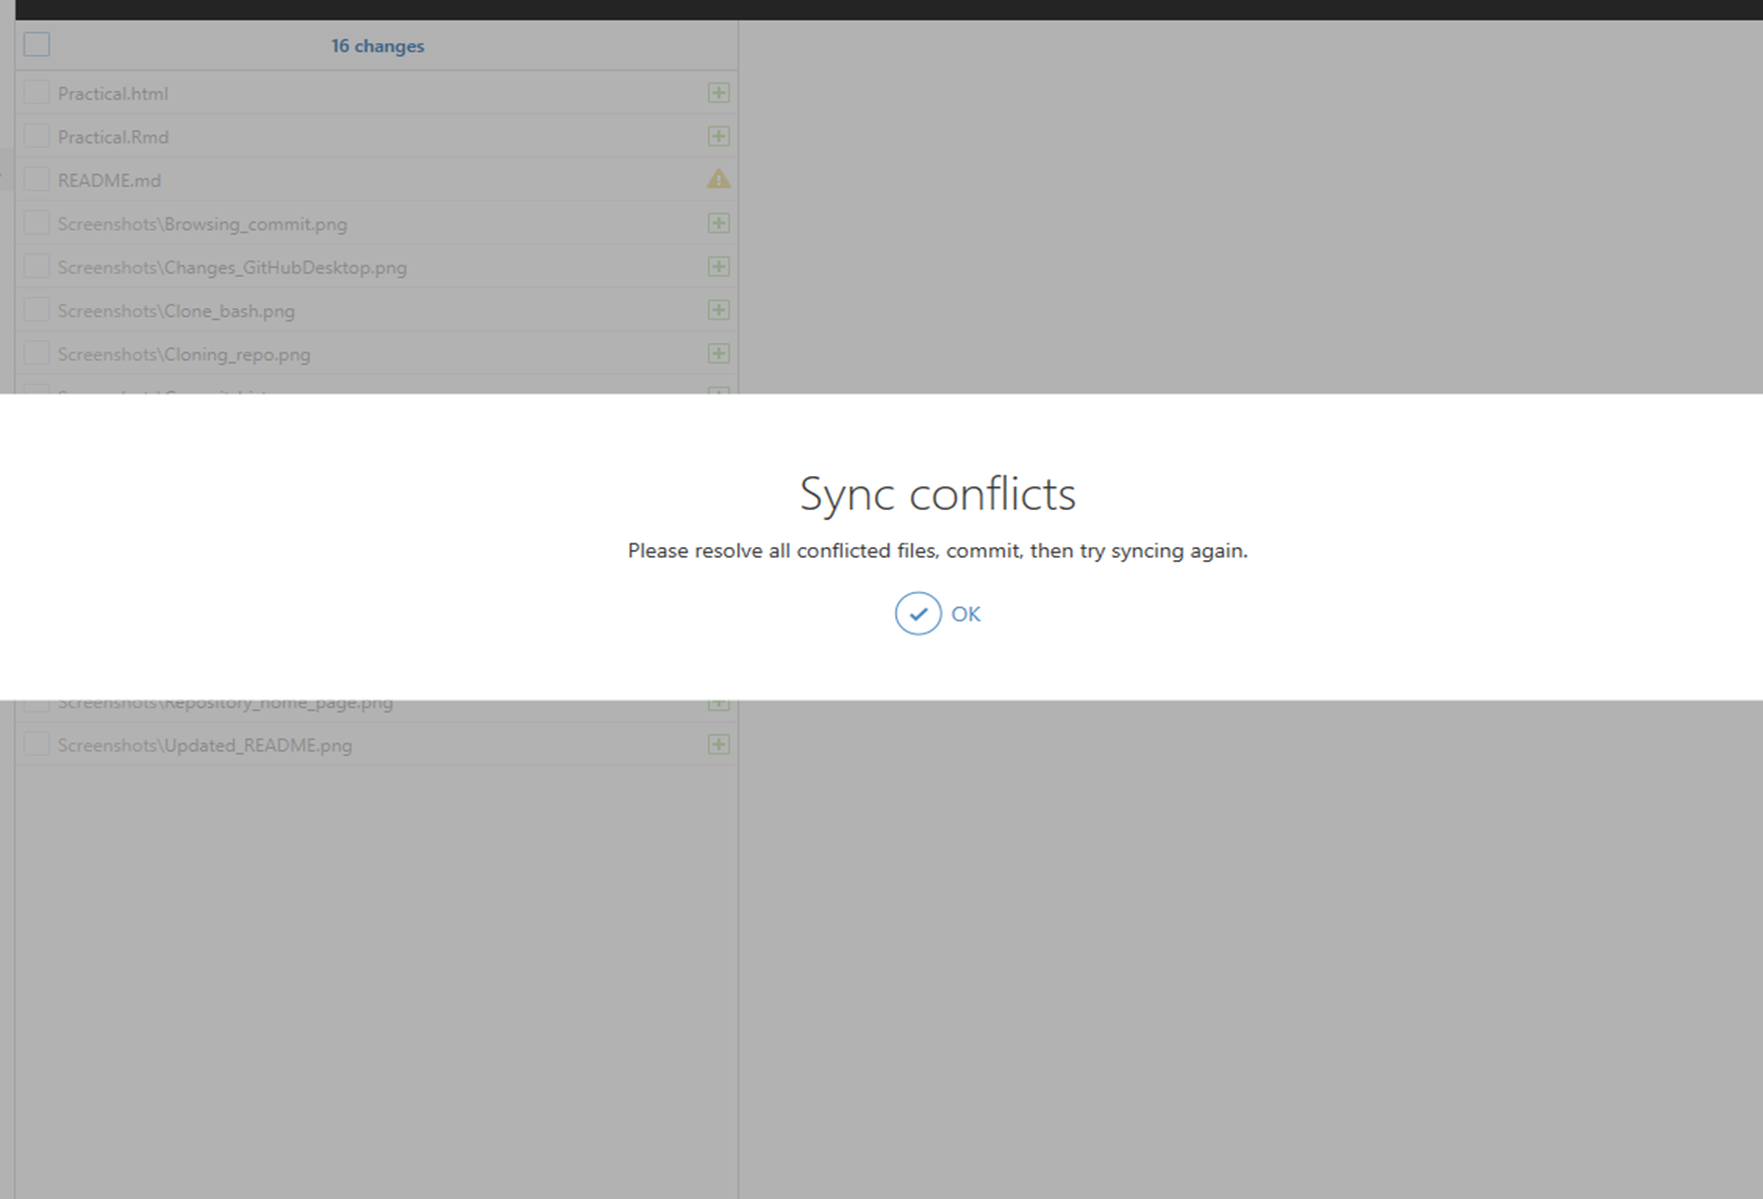 16 changes
Practical.html
Practical.Rmd
README.md
Screenshots\Browsing_commit.png
Screenshots\Changes_GitHubDesktop.png
Screenshots\Clone_bash.png
Screenshots\Cloning_repo.png
Sync conflicts
Please resolve all conflicted files, commit, then try syncing again.
OK
Screenshots\Repository_home_page.png
Screenshots\Updated_README.png